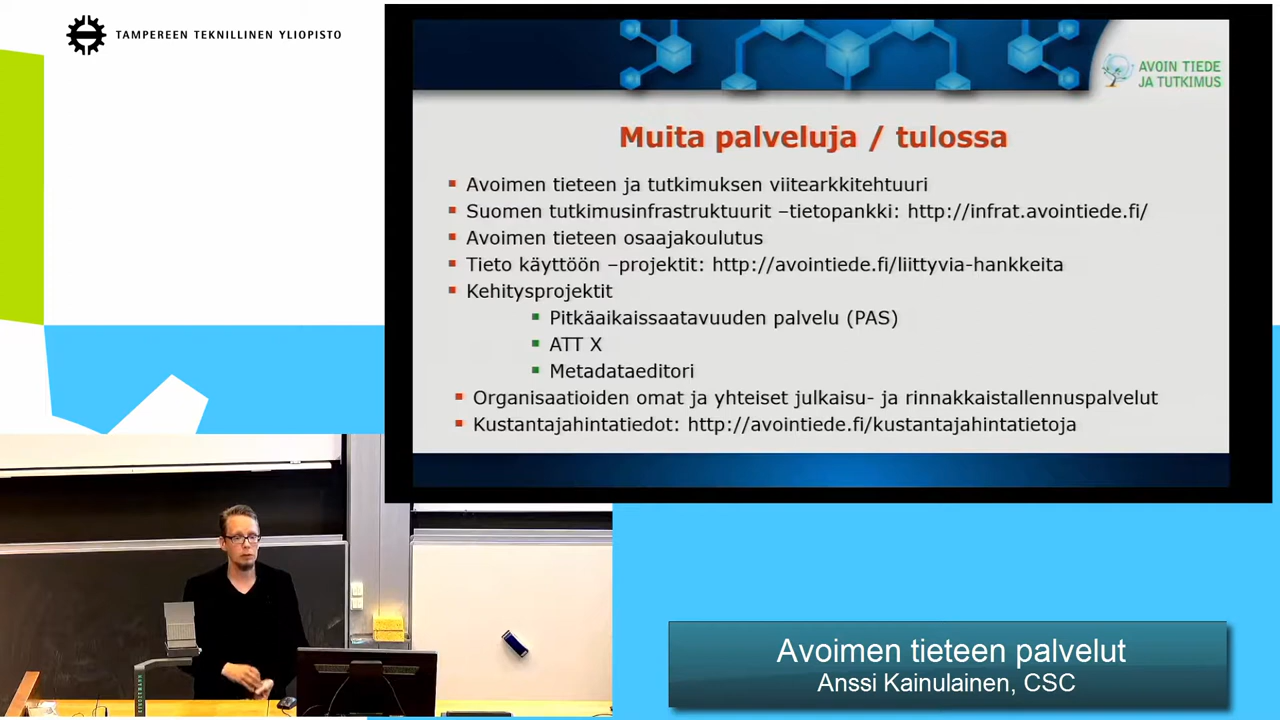 TAMPEREEN TEKNILLINEN YLIOPISTO
AVOIN TIEDE
JA TUTKIMUS
Muita palveluja / tulossa
Avoimen tieteen ja tutkimuksen viitearkkitehtuuri
Suomen tutkimusinfrastruktuurit –tietopankki: http://infrat.avointiede.fi/
Avoimen tieteen osaajakoulutus
Tieto käyttöön –projektit: http://avointiede.fi/liittyvia-hankkeita
Kehitysprojektit
Pitkäaikaissaatavuuden palvelu (PAS)
ATT X
Metadataeditori
Organisaatioiden omat ja yhteiset julkaisu- ja rinnakkaistallennuspalvelut
Kustantajahintatiedot: http://avointiede.fi/kustantajahintatietoja
Avoimen tieteen palvelut
Anssi Kainulainen, CSC